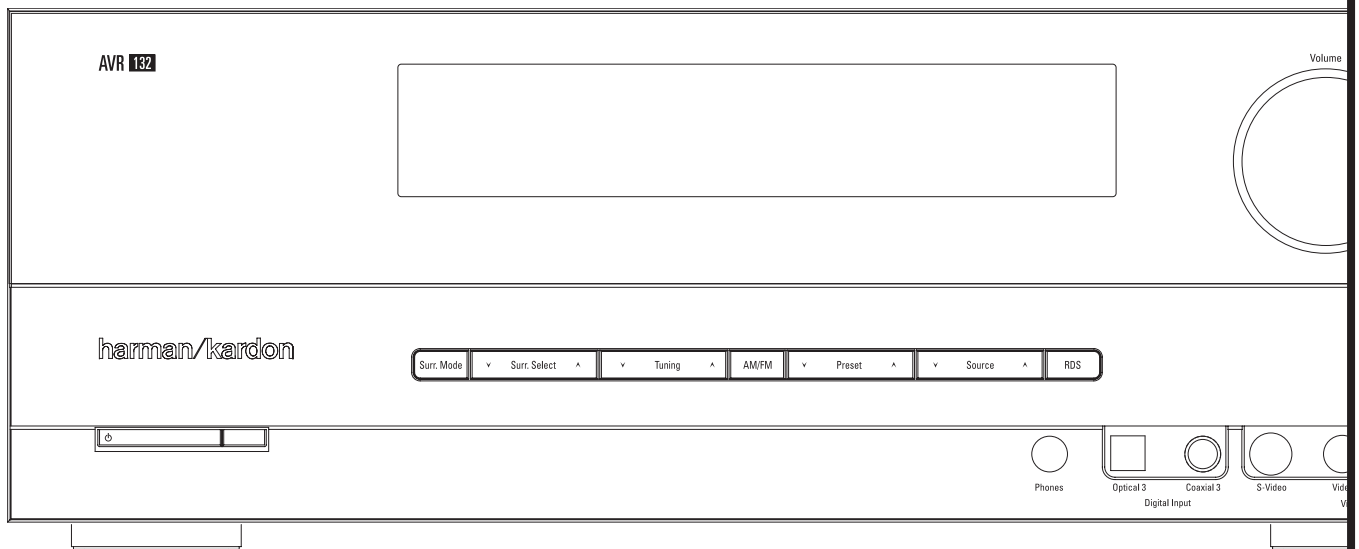 AVR 132
Volume
harman/kardon
Surr. Mode
Surr. Select
Tuning
AM/FM
Preset
Source
RDS
Phones
Optical 3
Coaxial 3
S-Video
Digital Input